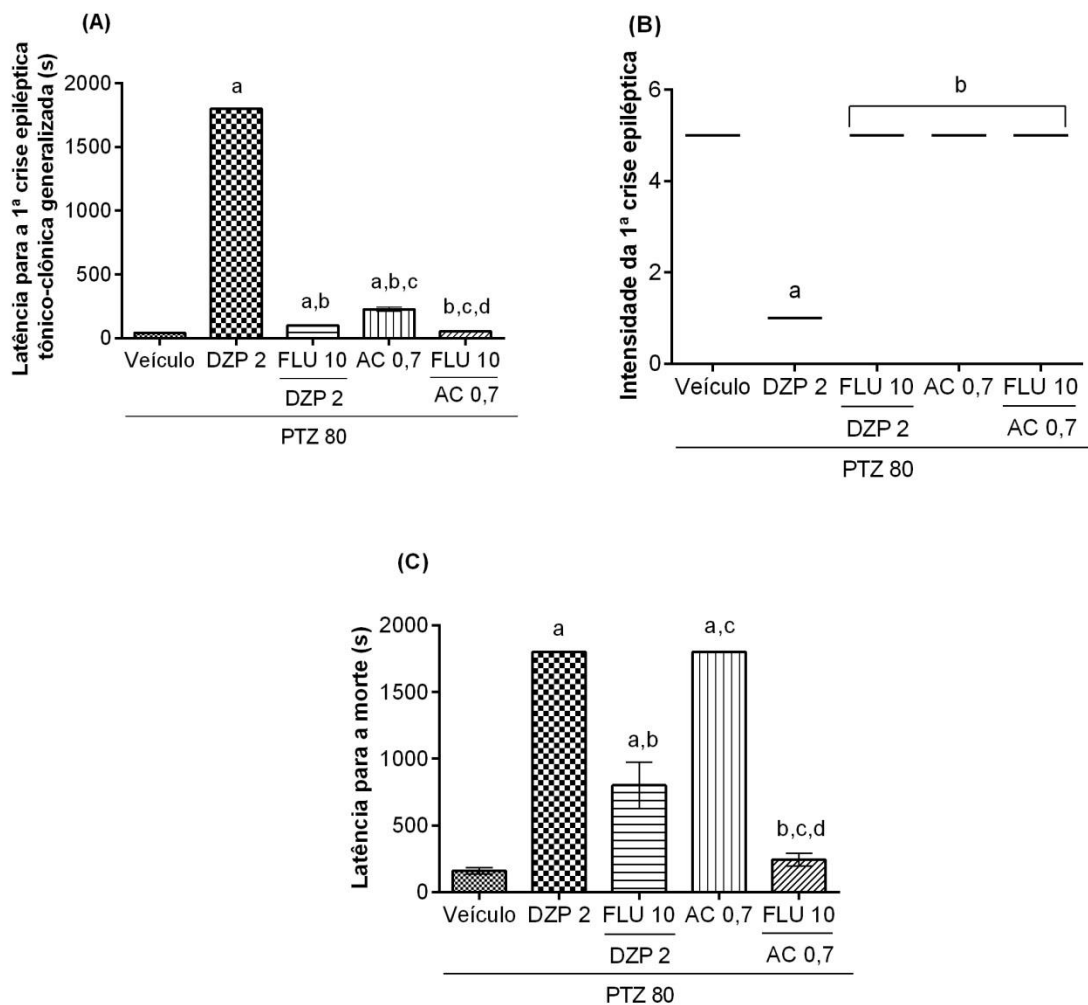 (A)
Latência para a 1ª crise epiléptica
tônico-clônica generalizada (s)
2000
1500
1000
500
0
a
a,b
a,b,c
b,c,d
Veículo DZP 2 FLU 10 AC 0,7 FLU 10
DZP 2 AC 0,7
PTZ 80
(B)
Intensidade da 1ª crise epiléptica
6
4
2
0
b
a
Veículo DZP 2 FLU 10 AC 0,7 FLU 10
DZP 2 AC 0,7
PTZ 80
(C)
Latência para a morte (s)
2000
1500
1000
500
0
a
a,b
a,c
b,c,d
Veículo DZP 2 FLU 10 AC 0,7 FLU 10
DZP 2 AC 0,7
PTZ 80